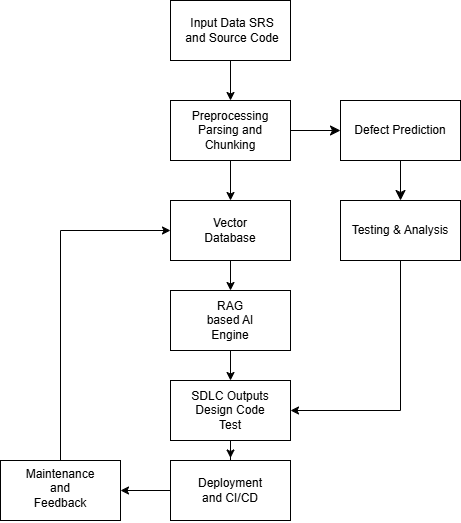 Input Data SRS
and Source Code
Preprocessing
Parsing and
Chunking
Defect Prediction
Vector
Database
Testing & Analysis
RAG
based AI
Engine
SDLC Outputs
Design Code
Test
Maintenance
and
Feedback
Deployment
and CI/CD